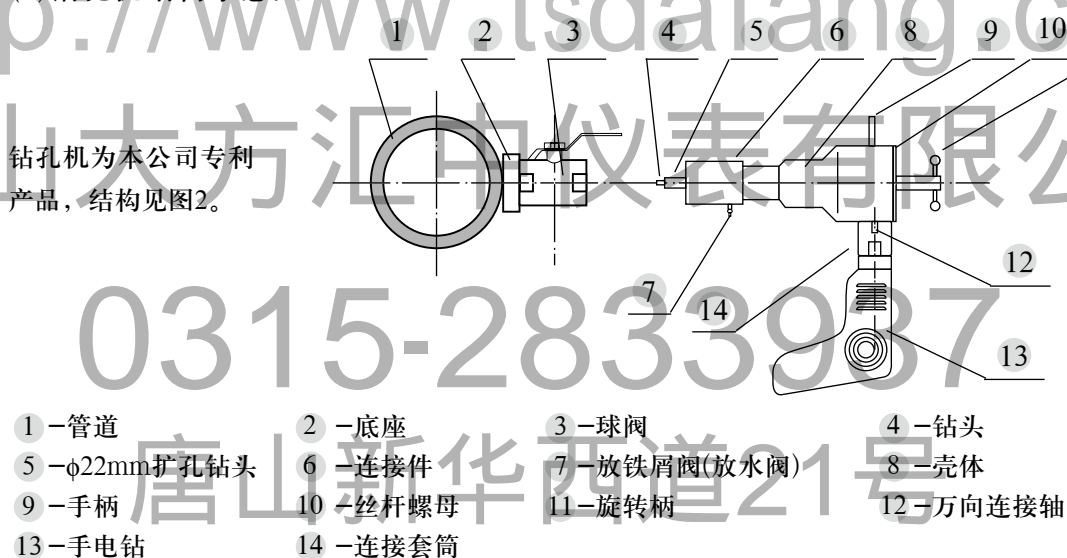 p://www.tsdatang.c
1 2 3 4 5 6 8 9 10
山大方汇中仪表有限公
钻孔机为本公司专利
产品，结构见图2。
7 14 12
13
0315-2833937
1 –管道 2 –底座 3 –球阀 4 –钻头
5 –ф22mm扩孔钻头 6 –连接件 7 –放铁屑阀(放水阀) 8 –壳体
9 –手柄 10 –丝杆螺母 11 –旋转柄 12 –万向连接轴
13 –手电钻 14 –连接套筒
唐山新华西道21号